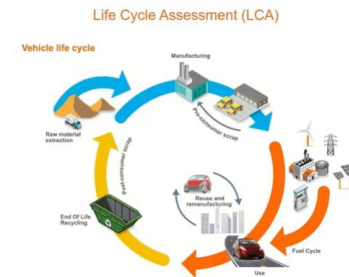 Life Cycle Assessment (LCA)
Vehicle life cycle
Manufacturing
Raw material
extraction
Pre-consumer scrap
Post-consumer scrap
Reuse and
remanufacturing
End Of Life
Recycling
Fuel Cycle
Use